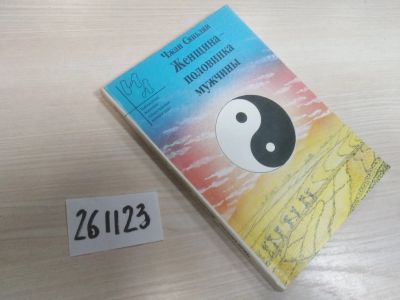 Чжан Сяньлян
Женщина-
половинка
мужчины
261123